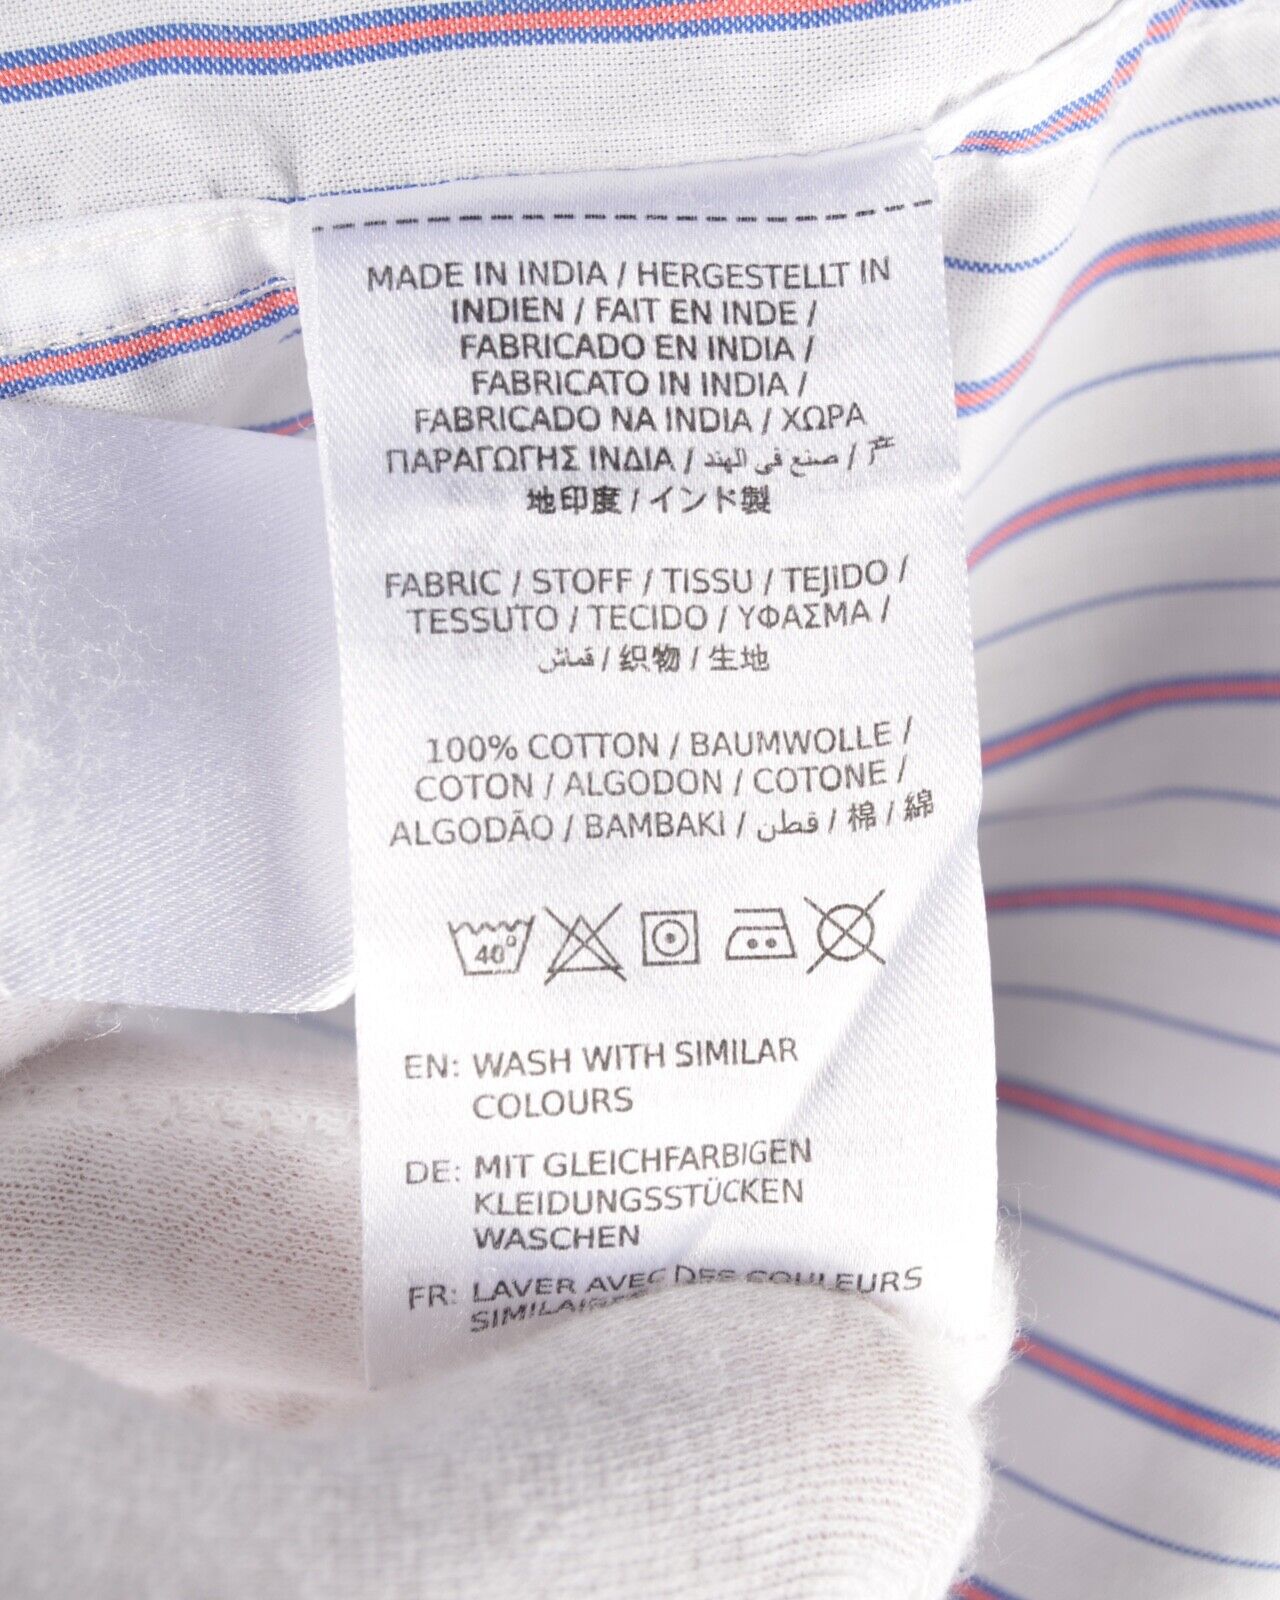 MADE IN INDIA / HERGESTELLT IN
INDIEN / FAIT EN INDE /
FABRICADO EN INDIA /
FABRICATO IN INDIA /
FABRICADO NA INDIA / ΧΩΡΑ
ΠΑΡΑΓΩΓΗΣ ΙΝΔΙΑ / صنع في الهند / 产
地印度 / インド製
FABRIC / STOFF / TISSU / TEJIDO /
TESSUTO / TECIDO / ΥΦΑΣΜΑ /
قماش / 织物 / 生地
100% COTTON / BAUMWOLLE /
COTON / ALGODON / COTONE /
ALGODÃO / BAMBAKI / قطن / 棉 / 綿
40°
EN: WASH WITH SIMILAR
COLOURS
DE: MIT GLEICHFARBIGEN
KLEIDUNGSSTÜCKEN
WASCHEN
FR: LAVER AVEC DES COULEURS